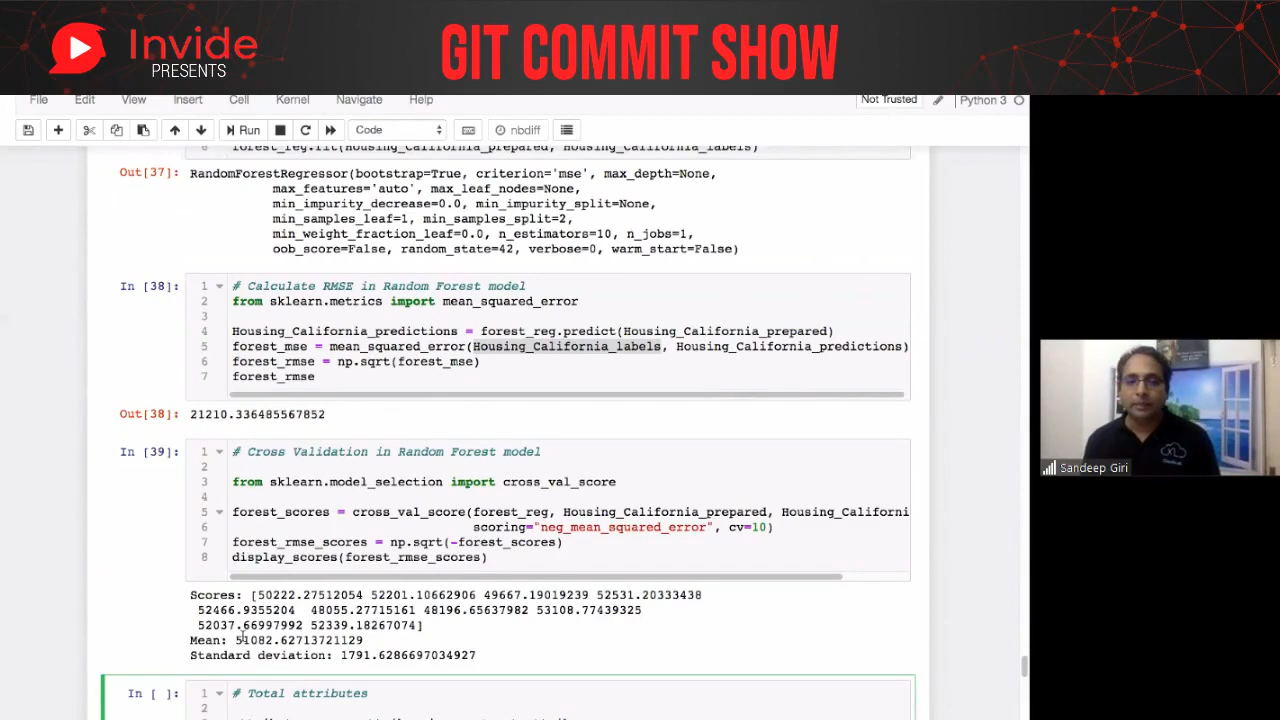 Invide
PRESENTS
GIT COMMIT SHOW
File Edit View Insert Cell Kernel Navigate Help
Not Trusted Python 3
Run Code nbdiff
6 forest_reg.fit(Housing_California_prepared, Housing_California_labels)
Out[37]: RandomForestRegressor(bootstrap=True, criterion='mse', max_depth=None,
max_features='auto', max_leaf_nodes=None,
min_impurity_decrease=0.0, min_impurity_split=None,
min_samples_leaf=1, min_samples_split=2,
min_weight_fraction_leaf=0.0, n_estimators=10, n_jobs=1,
oob_score=False, random_state=42, verbose=0, warm_start=False)
In [38]: 1 # Calculate RMSE in Random Forest model
2 from sklearn.metrics import mean_squared_error
3
4 Housing_California_predictions = forest_reg.predict(Housing_California_prepared)
5 forest_mse = mean_squared_error(Housing_California_labels, Housing_California_predictions)
6 forest_rmse = np.sqrt(forest_mse)
7 forest_rmse
Out[38]: 21210.336485567852
In [39]: 1 # Cross Validation in Random Forest model
2
3 from sklearn.model_selection import cross_val_score
4
5 forest_scores = cross_val_score(forest_reg, Housing_California_prepared, Housing_Californi
6 scoring="neg_mean_squared_error", cv=10)
7 forest_rmse_scores = np.sqrt(-forest_scores)
8 display_scores(forest_rmse_scores)
Scores: [50222.27512054 52201.10662906 49667.19019239 52531.20333438
52466.9355204 48055.27715161 48196.65637982 53108.77439325
52037.66997992 52339.18267074]
Mean: 51082.62713721129
Standard deviation: 1791.6286697034927
In [ ]: 1 # Total attributes
2
Sandeep Giri